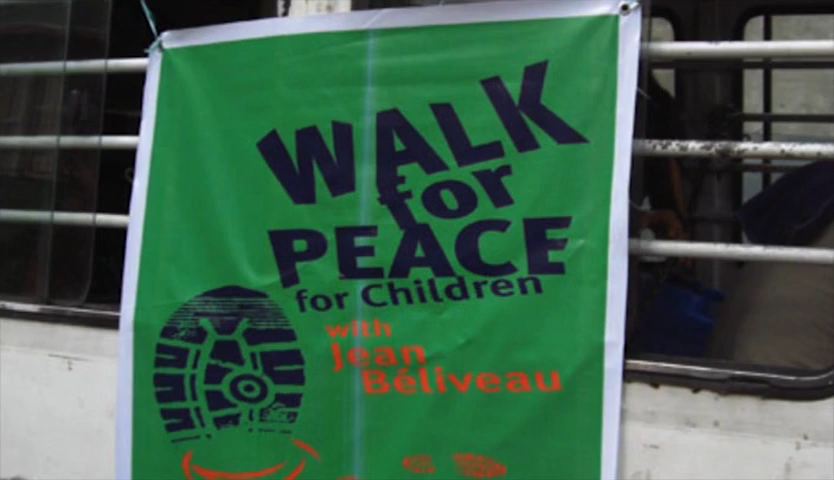 WALK
for
PEACE
for Children
with
Jean
Béliveau